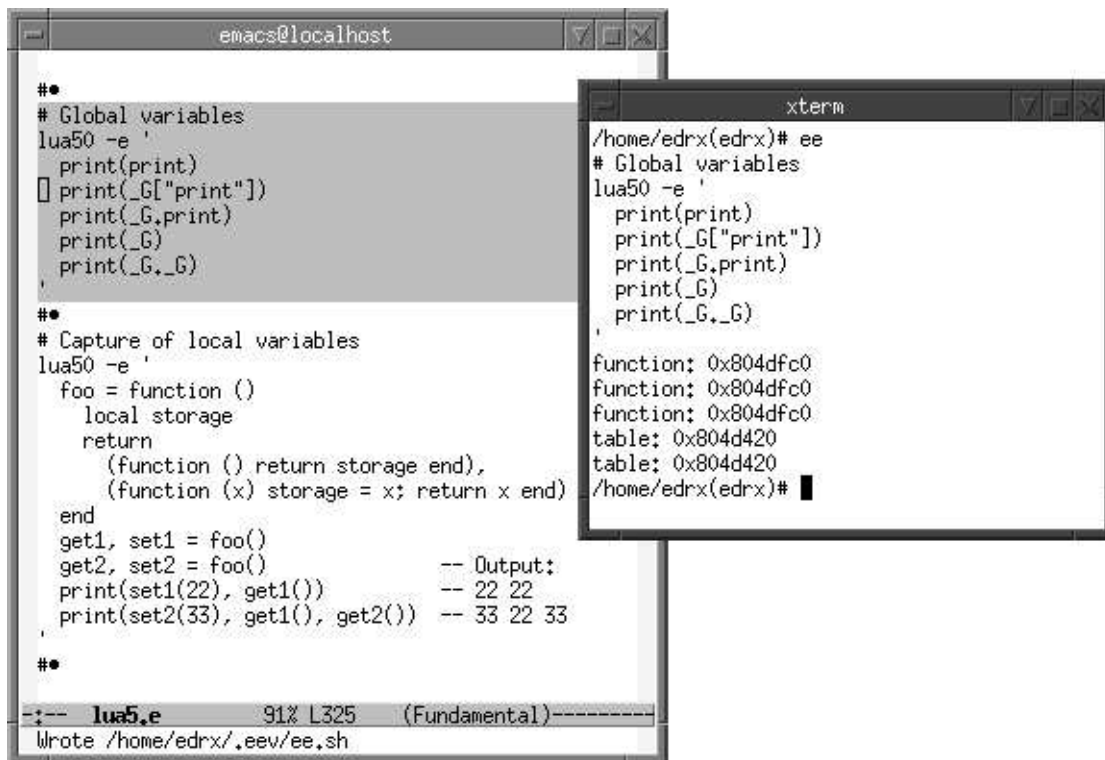 emacs@localhost
#●
# Global variables
lua50 -e '
  print(print)
  print(_G["print"])
  print(_G.print)
  print(_G)
  print(_G._G)
'
#●
# Capture of local variables
lua50 -e '
  foo = function ()
    local storage
    return
      (function () return storage end),
      (function (x) storage = x; return x end)
  end
  get1, set1 = foo()
  get2, set2 = foo()              -- Output:
  print(set1(22), get1())         -- 22 22
  print(set2(33), get1(), get2())  -- 33 22 33
'
#●
-:--  lua5.e        91% L325    (Fundamental)---------
Wrote /home/edrx/.eev/ee.sh
xterm
/home/edrx(edrx)# ee
# Global variables
lua50 -e '
  print(print)
  print(_G["print"])
  print(_G.print)
  print(_G)
  print(_G._G)
'
function: 0x804dfc0
function: 0x804dfc0
function: 0x804dfc0
table: 0x804d420
table: 0x804d420
/home/edrx(edrx)#